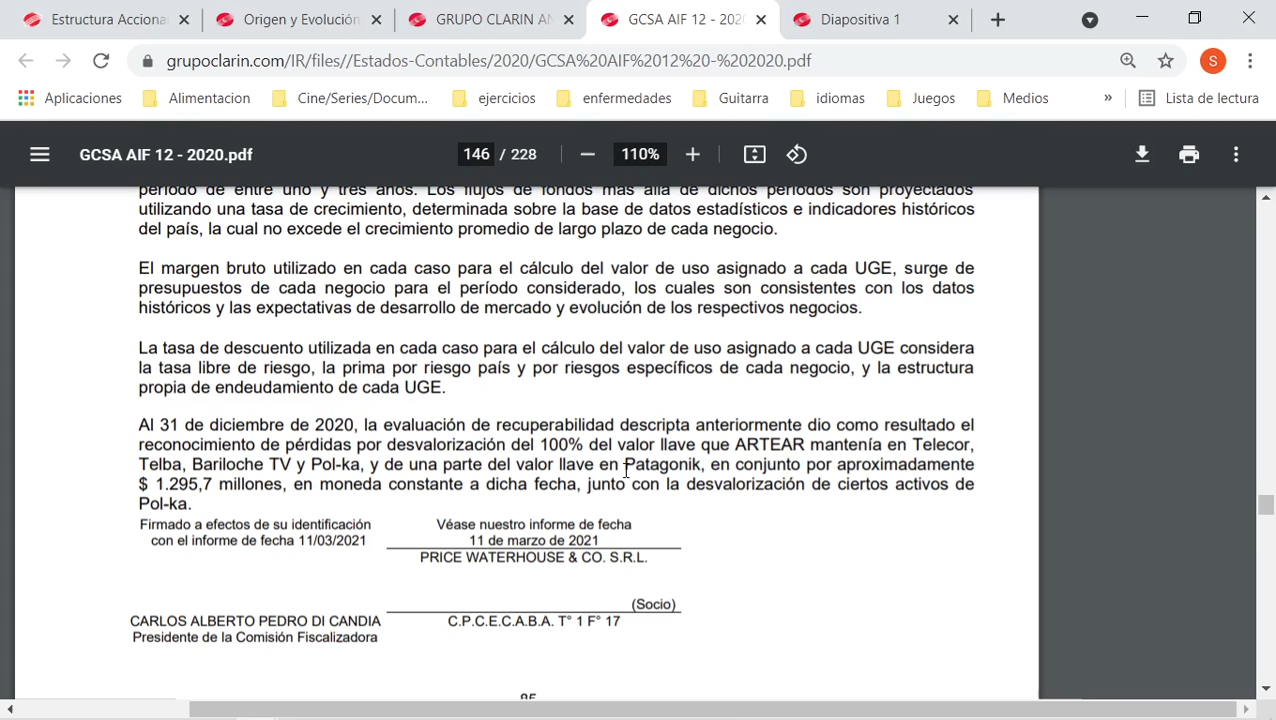 Estructura Acciona
Origen y Evolución
GRUPO CLARIN AN
GCSA AIF 12 - 2020
Diapositiva 1
grupoclarin.com/IR/files//Estados-Contables/2020/GCSA%20AIF%2012%20-%202020.pdf
S
Aplicaciones
Alimentacion
Cine/Series/Docum...
ejercicios
enfermedades
Guitarra
idiomas
Juegos
Medios
»
Lista de lectura
GCSA AIF 12 - 2020.pdf
146 / 228
110%
período de entre uno y tres años. Los flujos de fondos más allá de dichos períodos son proyectados
utilizando una tasa de crecimiento, determinada sobre la base de datos estadísticos e indicadores históricos
del país, la cual no excede el crecimiento promedio de largo plazo de cada negocio.
El margen bruto utilizado en cada caso para el cálculo del valor de uso asignado a cada UGE, surge de
presupuestos de cada negocio para el período considerado, los cuales son consistentes con los datos
históricos y las expectativas de desarrollo de mercado y evolución de los respectivos negocios.
La tasa de descuento utilizada en cada caso para el cálculo del valor de uso asignado a cada UGE considera
la tasa libre de riesgo, la prima por riesgo país y por riesgos específicos de cada negocio, y la estructura
propia de endeudamiento de cada UGE.
Al 31 de diciembre de 2020, la evaluación de recuperabilidad descripta anteriormente dio como resultado el
reconocimiento de pérdidas por desvalorización del 100% del valor llave que ARTEAR mantenía en Telecor,
Telba, Bariloche TV y Pol-ka, y de una parte del valor llave en Patagonik, en conjunto por aproximadamente
$ 1.295,7 millones, en moneda constante a dicha fecha, junto con la desvalorización de ciertos activos de
Pol-ka.
Firmado a efectos de su identificación
con el informe de fecha 11/03/2021
Véase nuestro informe de fecha
11 de marzo de 2021
PRICE WATERHOUSE & CO. S.R.L.
(Socio)
CARLOS ALBERTO PEDRO DI CANDIA
Presidente de la Comisión Fiscalizadora
C.P.C.E.C.A.B.A. T° 1 F° 17